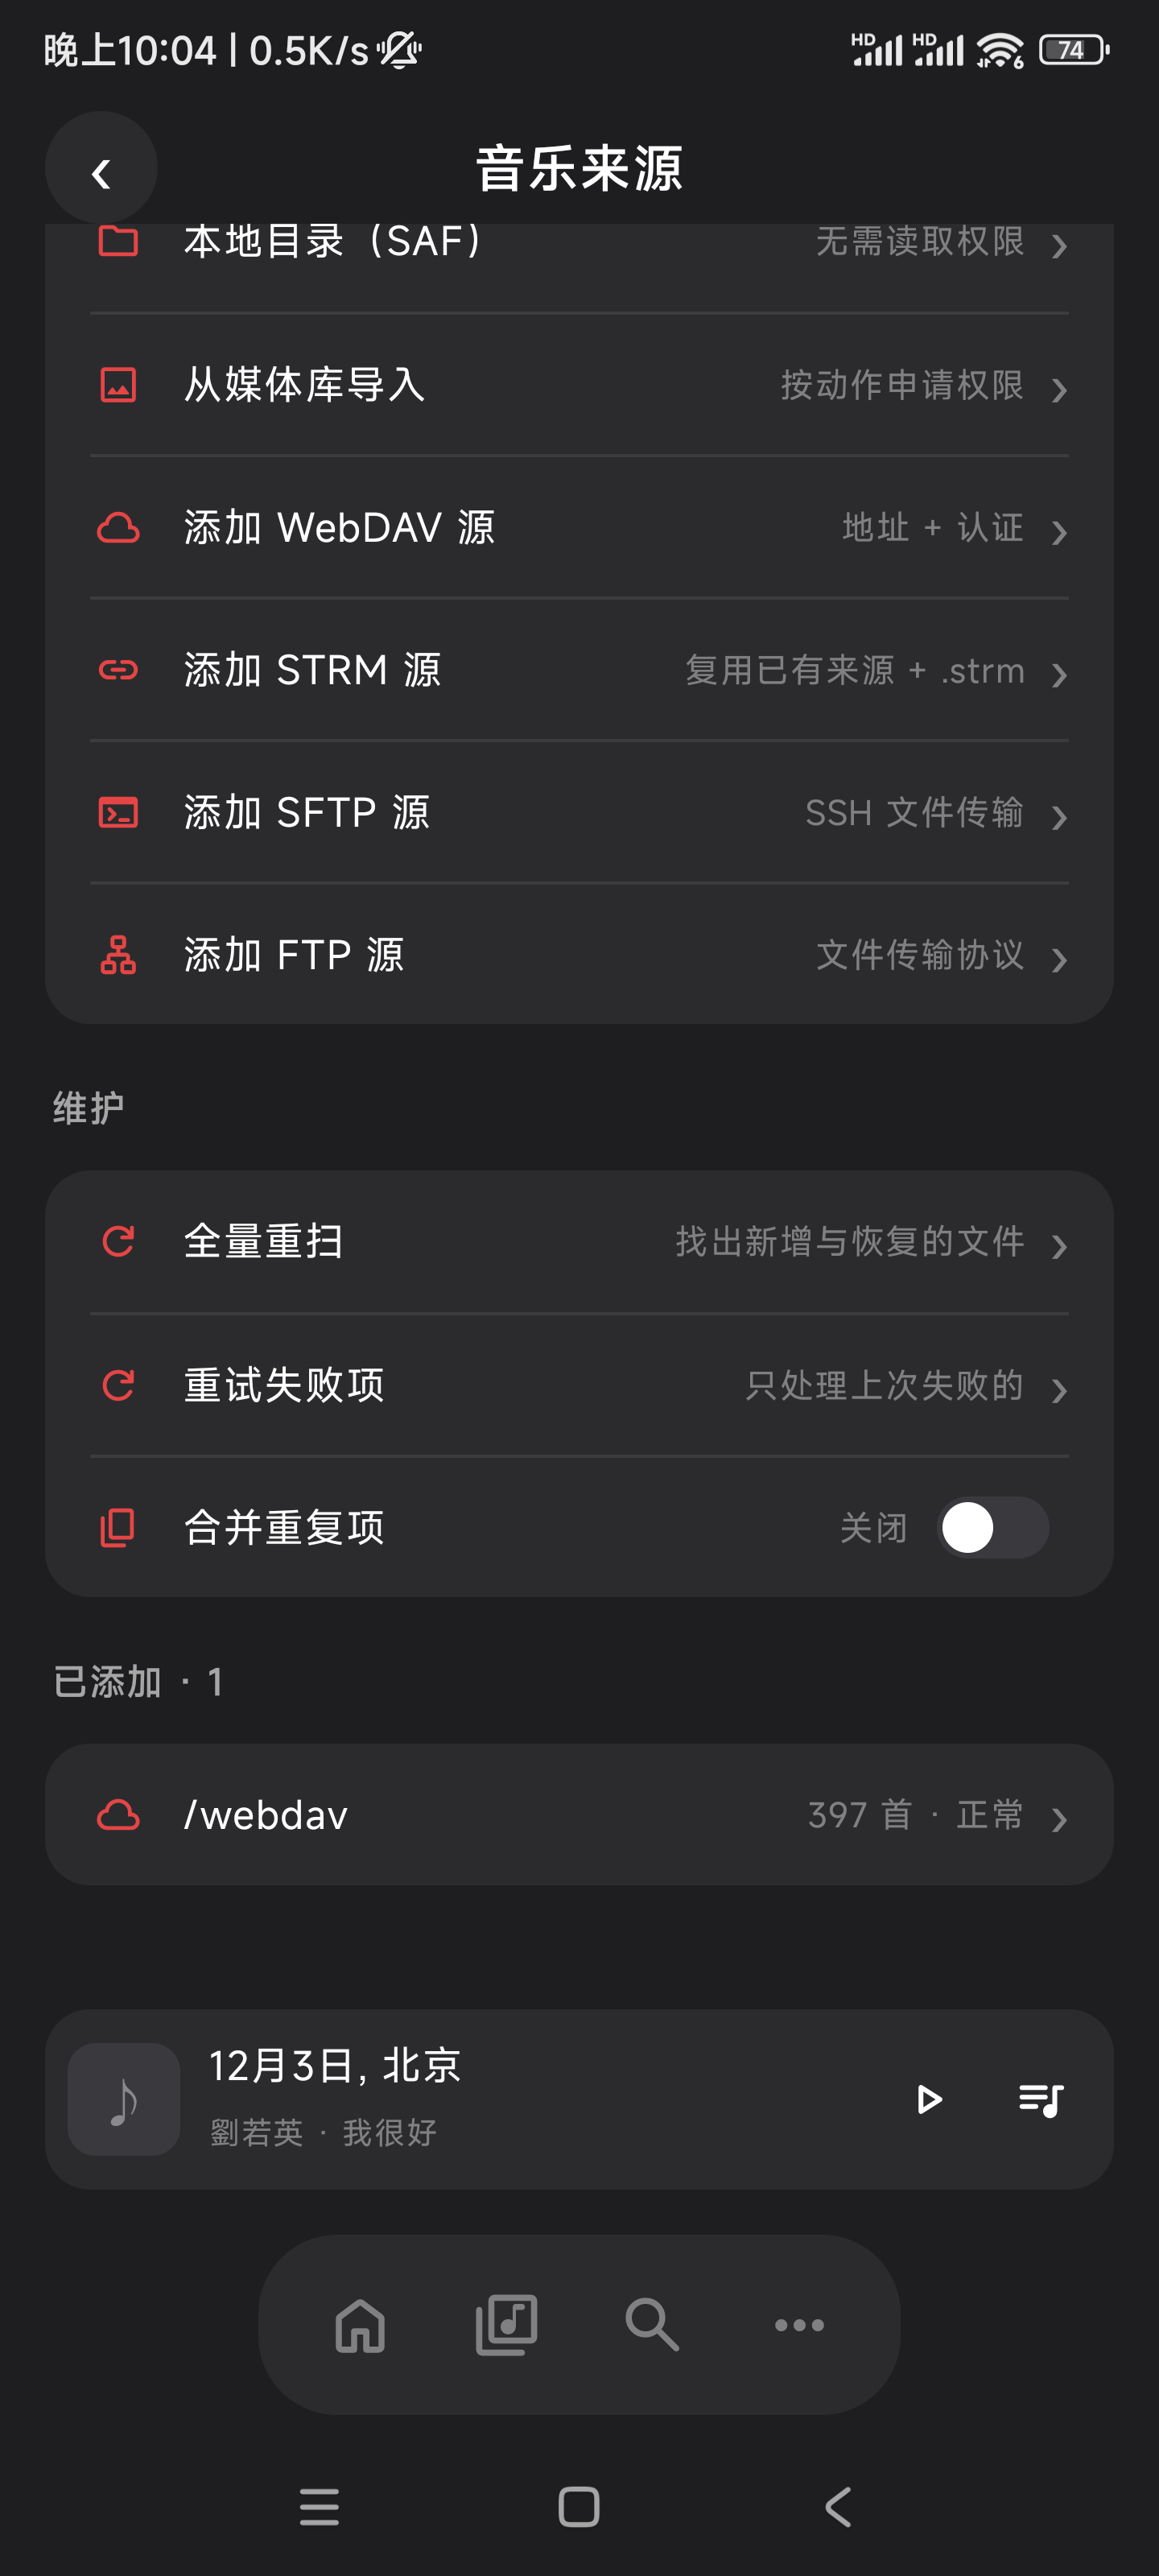 晚上10:04 | 0.5K/s HD HD 6 74
音乐来源
本地目录（SAF） 无需读取权限
从媒体库导入 按动作申请权限
添加 WebDAV 源 地址 + 认证
添加 STRM 源 复用已有来源 + .strm
添加 SFTP 源 SSH 文件传输
添加 FTP 源 文件传输协议
维护
全量重扫 找出新增与恢复的文件
重试失败项 只处理上次失败的
合并重复项 关闭
已添加 · 1
/webdav 397 首 · 正常
12月3日, 北京
劉若英 · 我很好